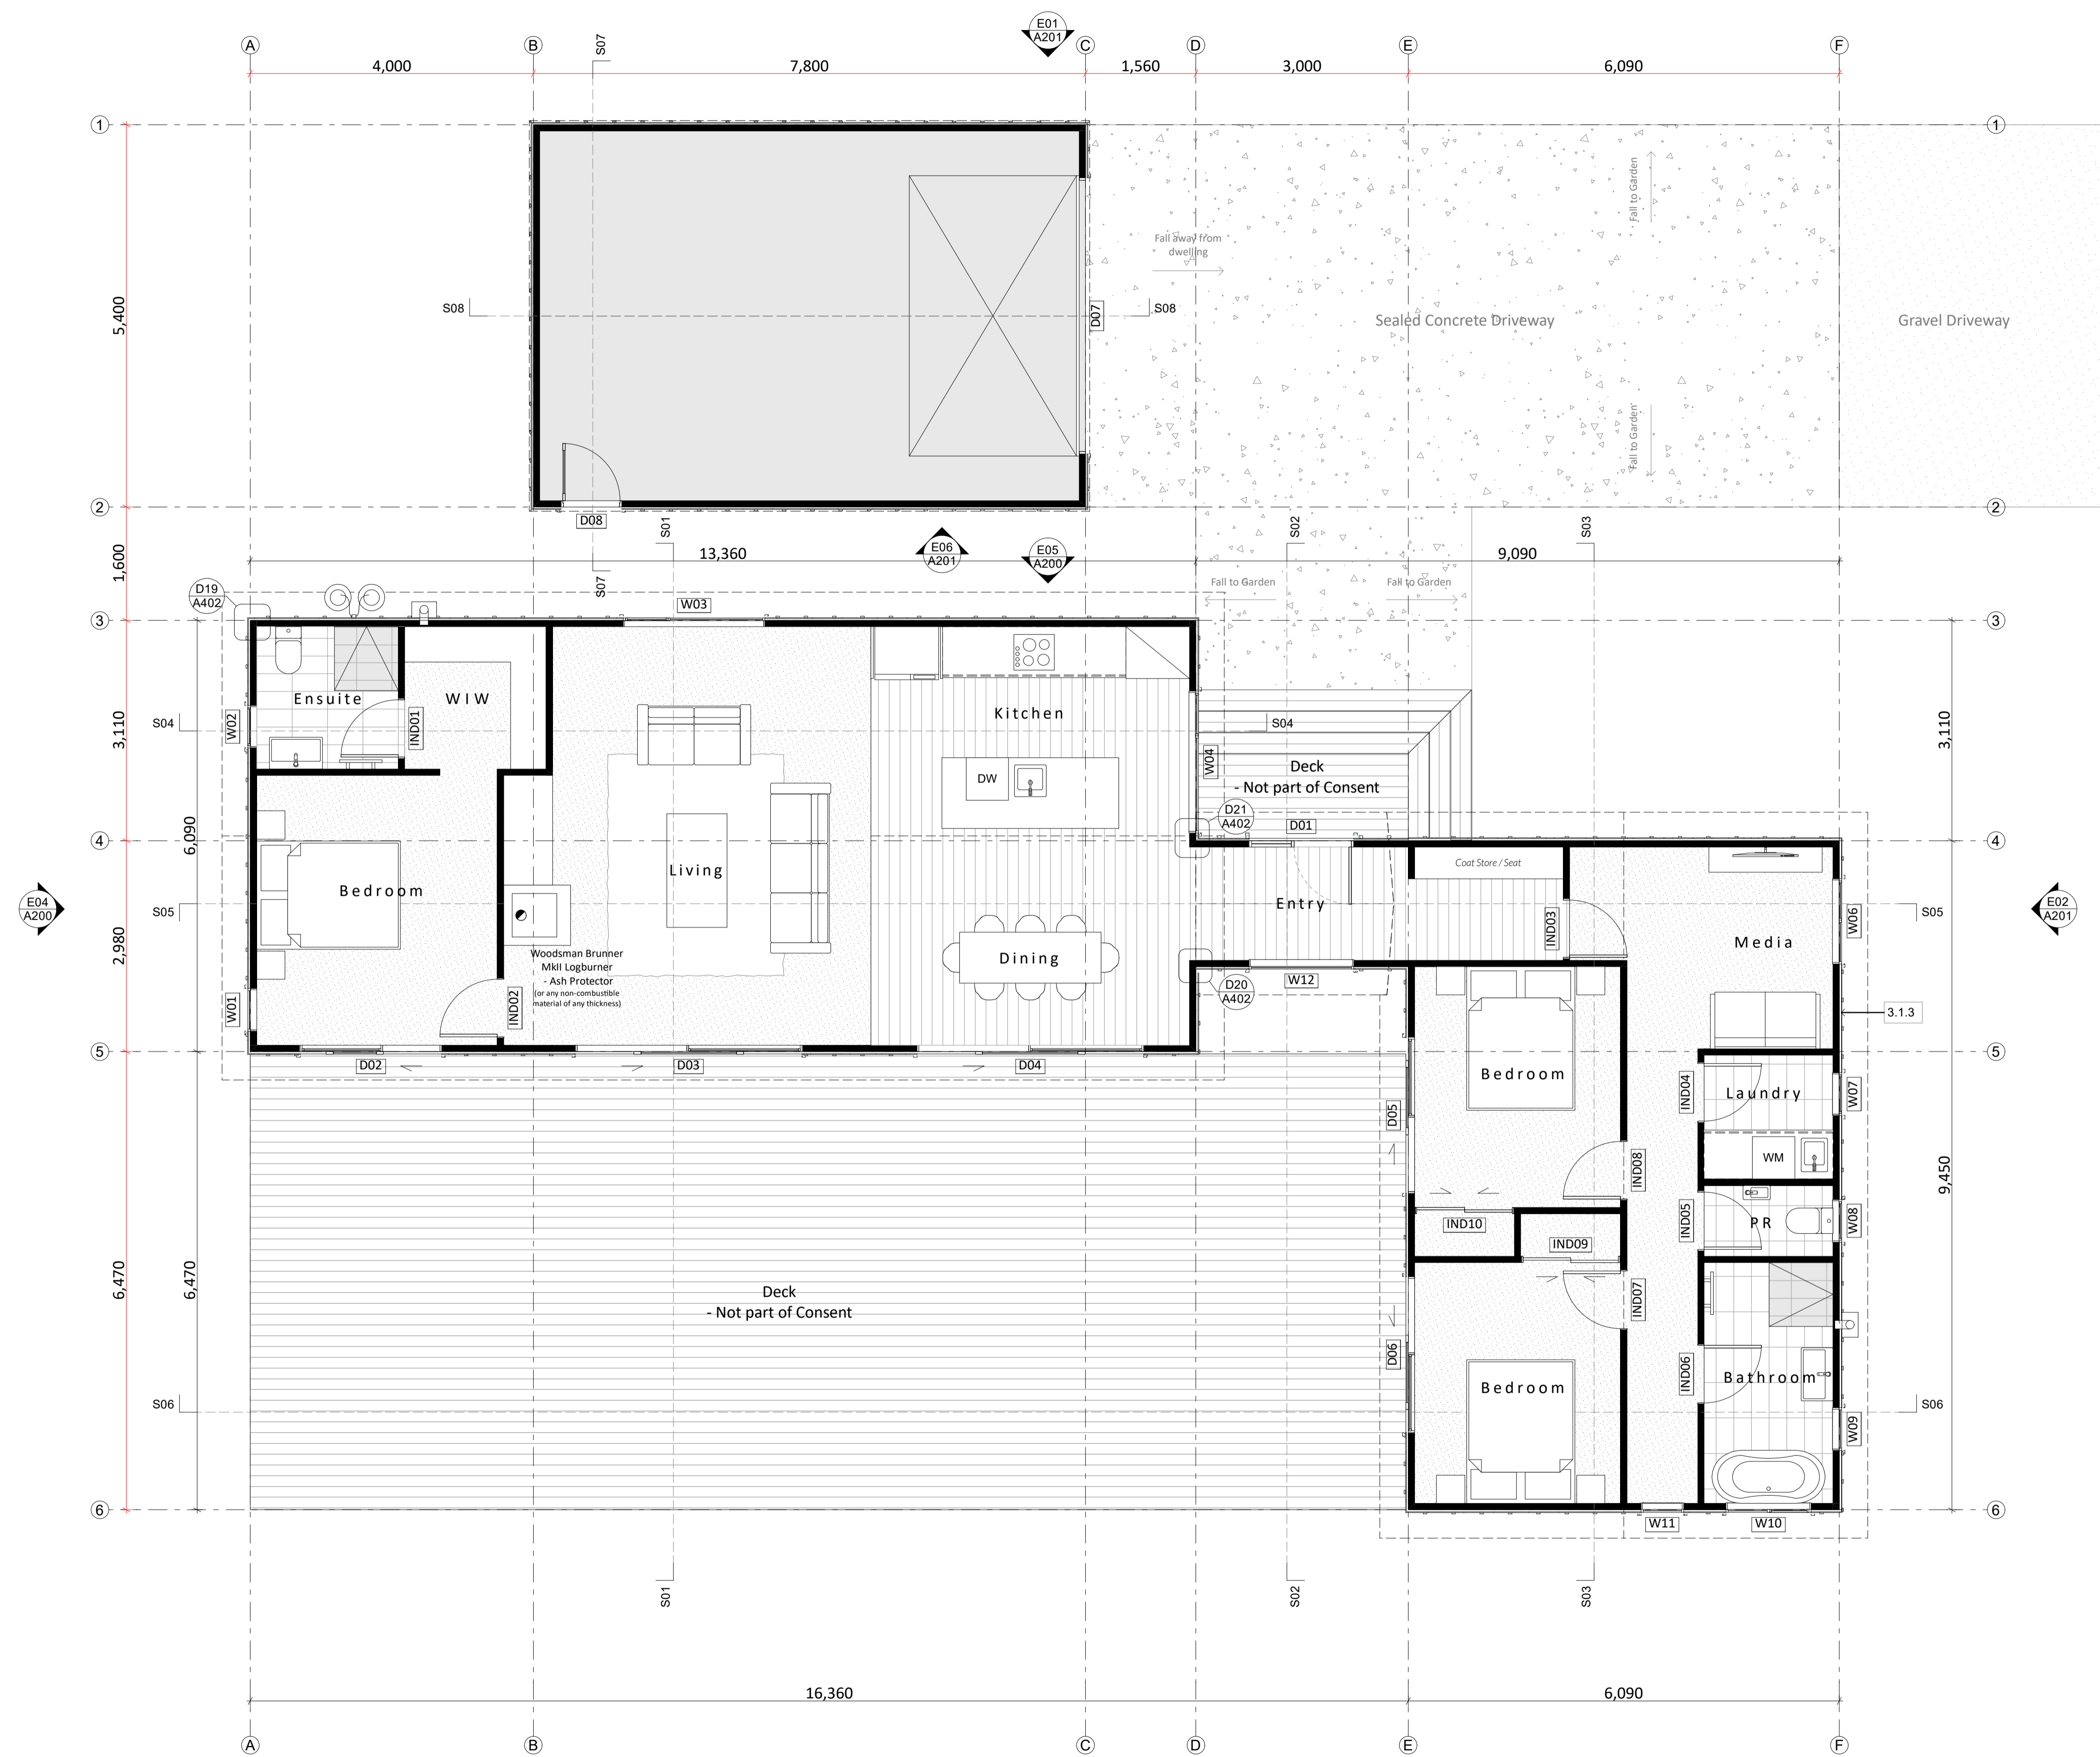 E01
A201
A
B
C
D
E
F
S07
4,000
7,800
1,560
3,000
6,090
1
1
5,400
Fall to Garden
Fall away from
dwelling
S08
D07
S08
Sealed Concrete Driveway
Gravel Driveway
Fall to Garden
2
2
D08
S01
S02
S03
1,600
13,360
E06
A201
E05
A200
9,090
S07
D19
A402
Fall to Garden
Fall to Garden
W03
3
3
Ensuite
WIW
Kitchen
W02
IND01
S04
S04
3,110
3,110
W04
DW
Deck
- Not part of Consent
D21
A402
D01
6,090
4
4
Living
Coat Store / Seat
Bedroom
E04
A200
S05
Entry
IND03
W06
S05
E02
A201
Media
2,980
Woodsman Brunner
MkII Logburner
- Ash Protector
(or any non-combustible
material of any thickness)
Dining
W12
D20
A402
W01
IND02
3.1.3
5
5
D02
D03
D04
Bedroom
D05
IND04
Laundry
W07
WM
IND08
9,450
IND10
IND09
IND05
PR
W08
6,470
6,470
Deck
- Not part of Consent
IND07
D06
IND06
Bedroom
Bathroom
S06
S06
W09
6
6
W11
W10
S01
S02
S03
16,360
6,090
A
B
C
D
E
F